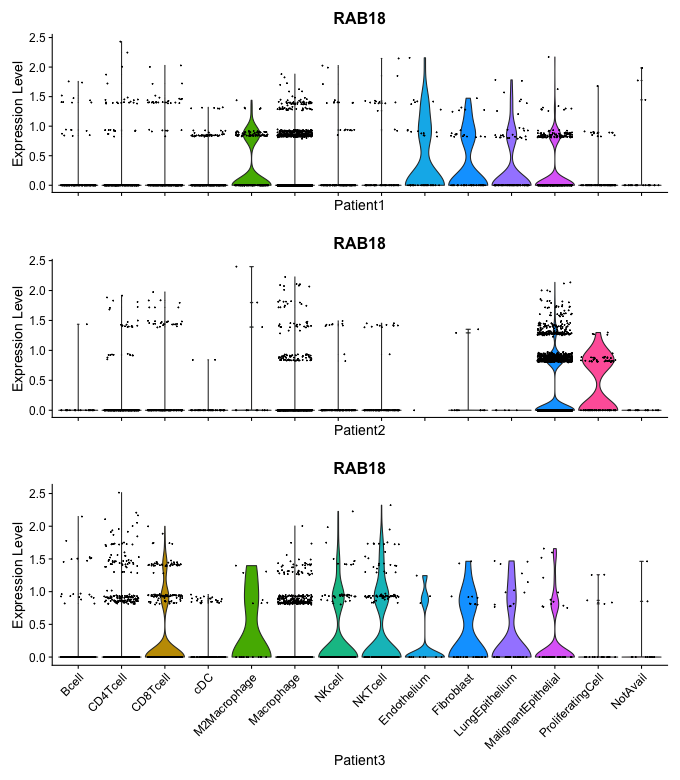 RAB18
Expression Level
2.5
2.0
1.5
1.0
0.5
0.0
Patient1
RAB18
Expression Level
2.5
2.0
1.5
1.0
0.5
0.0
Patient2
RAB18
Expression Level
2.5
2.0
1.5
1.0
0.5
0.0
Bcell
CD4Tcell
CD8Tcell
cDC
M2Macrophage
Macrophage
NKcell
NKTcell
Endothelium
Fibroblast
LungEpithelium
MalignantEpithelial
ProliferatingCell
NotAvail
Patient3